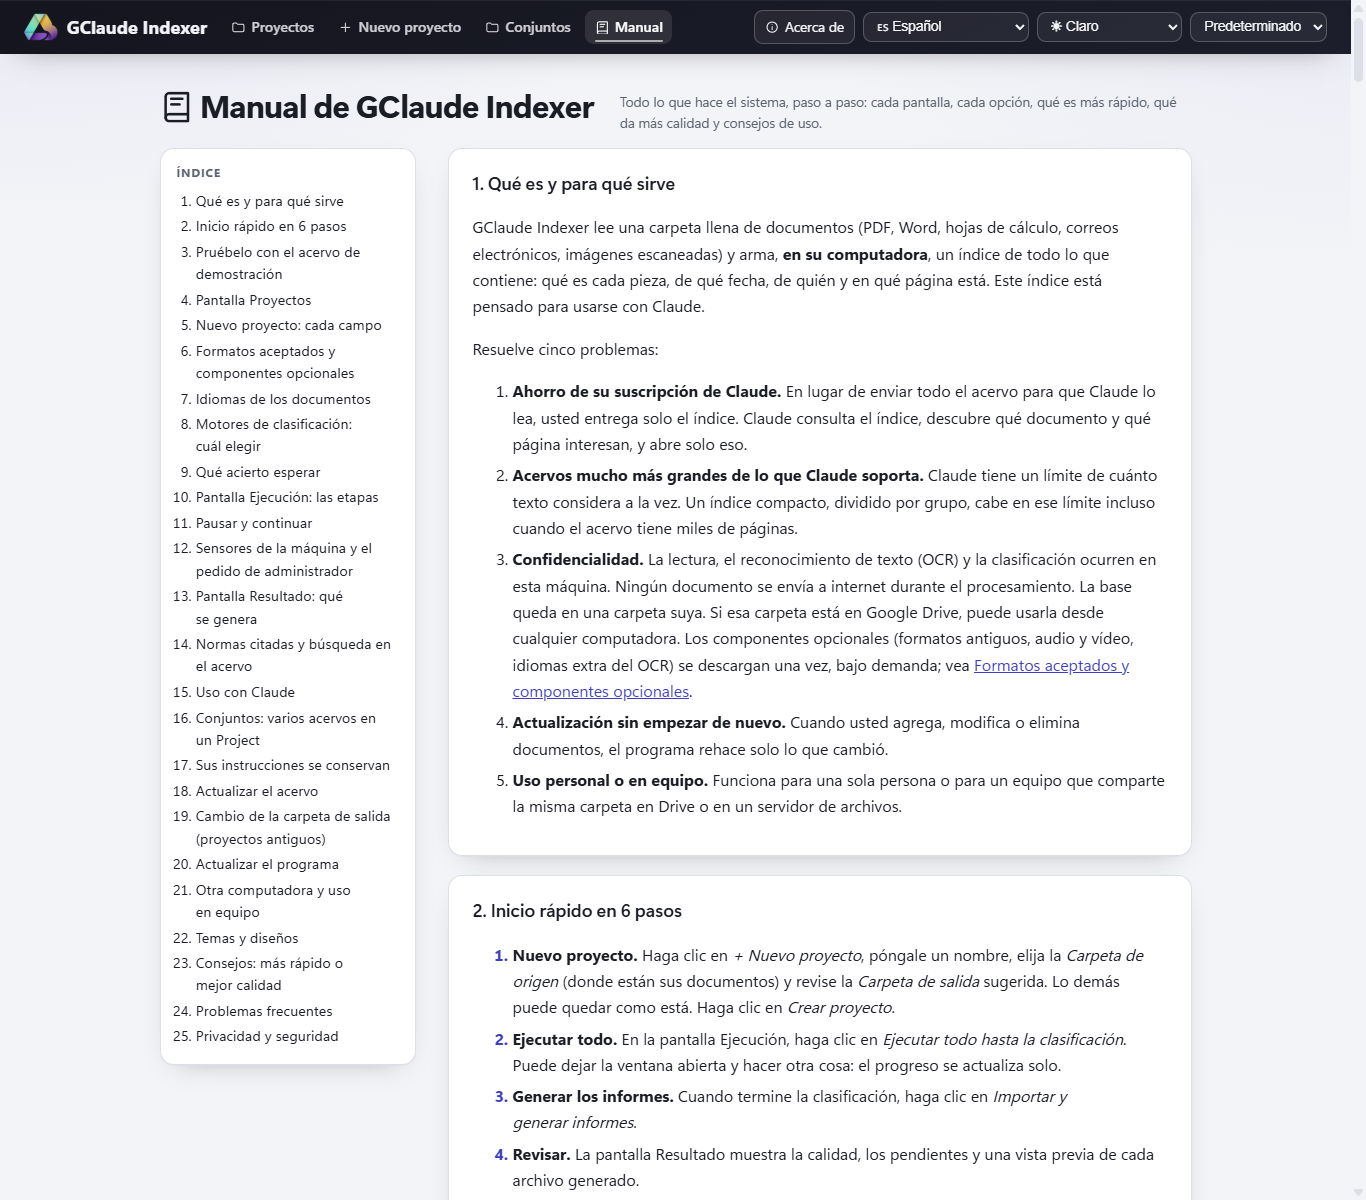 GClaude Indexer
Proyectos
Nuevo proyecto
Conjuntos
Manual
Acerca de
ES Español
Claro
Predeterminado
Manual de GClaude Indexer
Todo lo que hace el sistema, paso a paso: cada pantalla, cada opción, qué es más rápido, qué
da más calidad y consejos de uso.
ÍNDICE
1. Qué es y para qué sirve
2. Inicio rápido en 6 pasos
3. Pruébelo con el acervo de
demostración
4. Pantalla Proyectos
5. Nuevo proyecto: cada campo
6. Formatos aceptados y
componentes opcionales
7. Idiomas de los documentos
8. Motores de clasificación:
cuál elegir
9. Qué acierto esperar
10. Pantalla Ejecución: las etapas
11. Pausar y continuar
12. Sensores de la máquina y el
pedido de administrador
13. Pantalla Resultado: qué
se genera
14. Normas citadas y búsqueda en
el acervo
15. Uso con Claude
16. Conjuntos: varios acervos en
un Project
17. Sus instrucciones se conservan
18. Actualizar el acervo
19. Cambio de la carpeta de salida
(proyectos antiguos)
20. Actualizar el programa
21. Otra computadora y uso
en equipo
22. Temas y diseños
23. Consejos: más rápido o
mejor calidad
24. Problemas frecuentes
25. Privacidad y seguridad
1. Qué es y para qué sirve
GClaude Indexer lee una carpeta llena de documentos (PDF, Word, hojas de cálculo, correos
electrónicos, imágenes escaneadas) y arma, en su computadora, un índice de todo lo que
contiene: qué es cada pieza, de qué fecha, de quién y en qué página está. Este índice está
pensado para usarse con Claude.
Resuelve cinco problemas:
1. Ahorro de su suscripción de Claude. En lugar de enviar todo el acervo para que Claude lo
lea, usted entrega solo el índice. Claude consulta el índice, descubre qué documento y qué
página interesan, y abre solo eso.
2. Acervos mucho más grandes de lo que Claude soporta. Claude tiene un límite de cuánto
texto considera a la vez. Un índice compacto, dividido por grupo, cabe en ese límite incluso
cuando el acervo tiene miles de páginas.
3. Confidencialidad. La lectura, el reconocimiento de texto (OCR) y la clasificación ocurren en
esta máquina. Ningún documento se envía a internet durante el procesamiento. La base
queda en una carpeta suya. Si esa carpeta está en Google Drive, puede usarla desde
cualquier computadora. Los componentes opcionales (formatos antiguos, audio y vídeo,
idiomas extra del OCR) se descargan una vez, bajo demanda; vea Formatos aceptados y
componentes opcionales.
4. Actualización sin empezar de nuevo. Cuando usted agrega, modifica o elimina
documentos, el programa rehace solo lo que cambió.
5. Uso personal o en equipo. Funciona para una sola persona o para un equipo que comparte
la misma carpeta en Drive o en un servidor de archivos.
2. Inicio rápido en 6 pasos
1. Nuevo proyecto. Haga clic en + Nuevo proyecto, póngale un nombre, elija la Carpeta de
origen (donde están sus documentos) y revise la Carpeta de salida sugerida. Lo demás
puede quedar como está. Haga clic en Crear proyecto.
2. Ejecutar todo. En la pantalla Ejecución, haga clic en Ejecutar todo hasta la clasificación.
Puede dejar la ventana abierta y hacer otra cosa: el progreso se actualiza solo.
3. Generar los informes. Cuando termine la clasificación, haga clic en Importar y
generar informes.
4. Revisar. La pantalla Resultado muestra la calidad, los pendientes y una vista previa de cada
archivo generado.